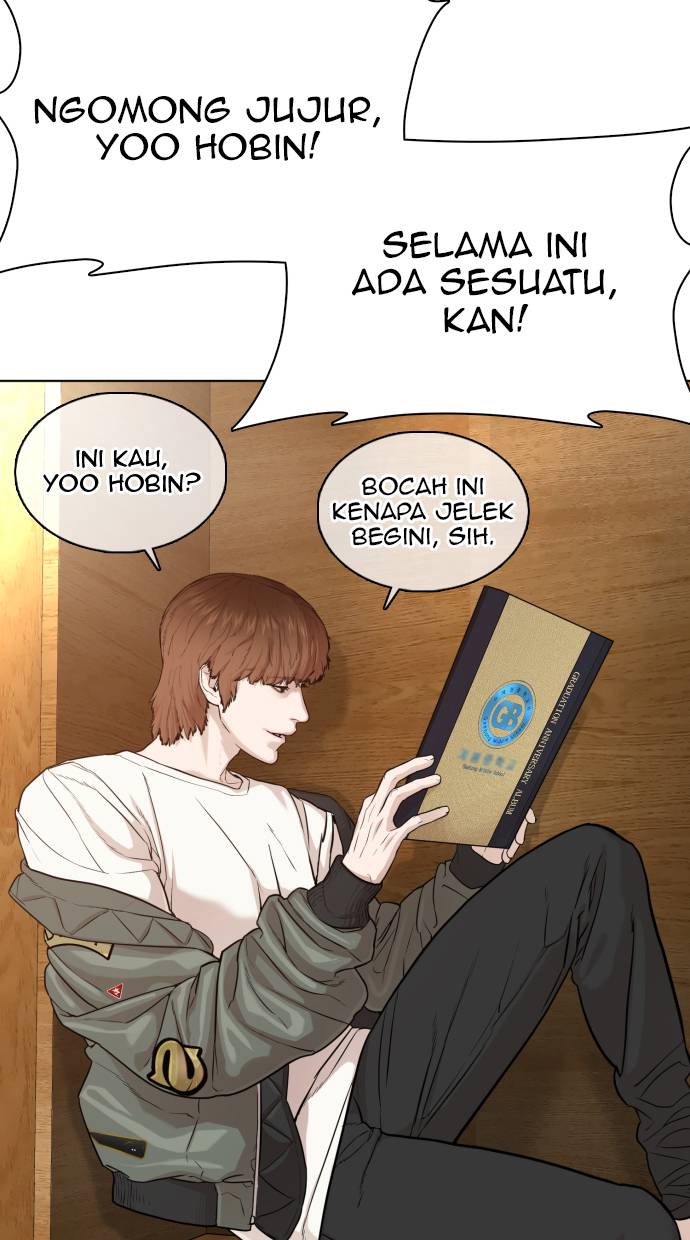 NGOMONG JUJUR,
YOO HOBIN!
SELAMA INI
ADA SESUATU,
KAN!
INI KAU,
YOO HOBIN?
BOCAH INI
KENAPA JELEK
BEGINI, SIH.
GB
GRADUATION ANNIVERSARY ALBUM